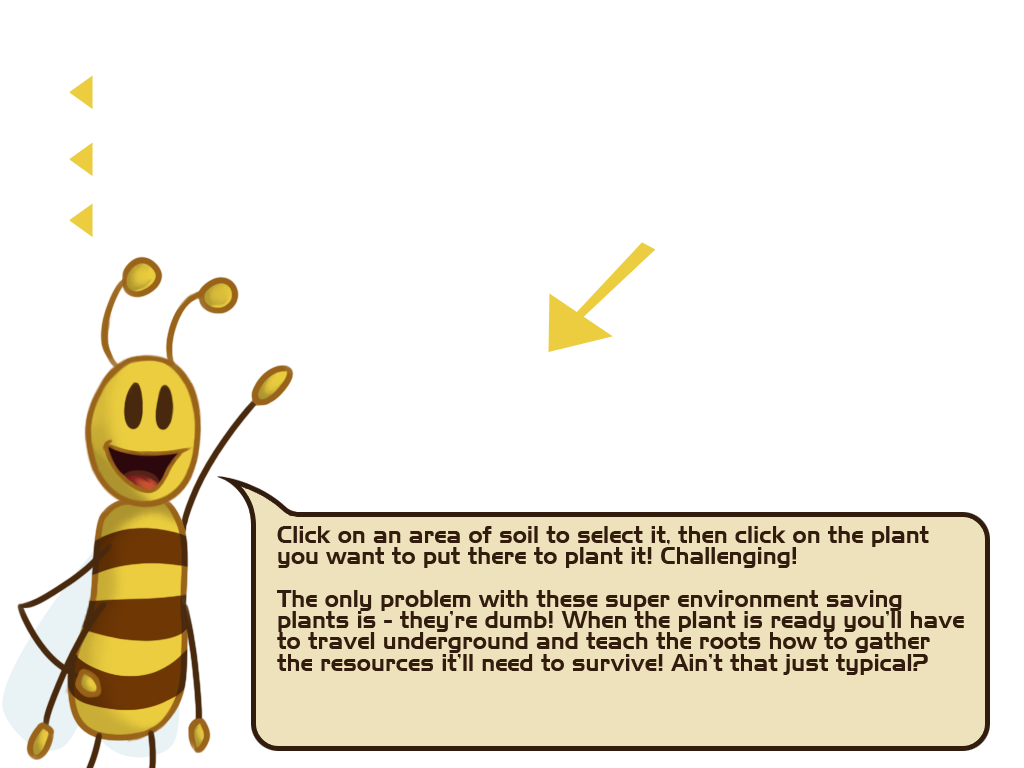 Click on an area of soil to select it, then click on the plant
you want to put there to plant it! Challenging!
The only problem with these super environment saving
plants is - they're dumb! When the plant is ready you'll have
to travel underground and teach the roots how to gather
the resources it'll need to survive! Ain't that just typical?